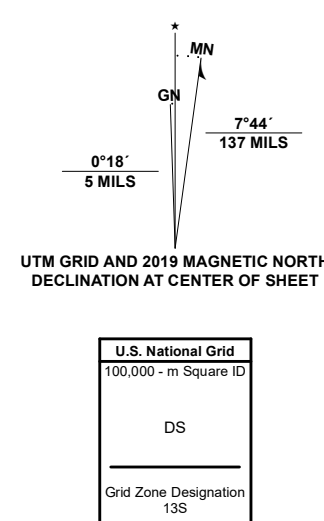 ★
MN
GN
7°44´
137 MILS
0°18´
5 MILS
UTM GRID AND 2019 MAGNETIC NORTH
DECLINATION AT CENTER OF SHEET
U.S. National Grid
100,000 - m Square ID
DS
Grid Zone Designation
13S